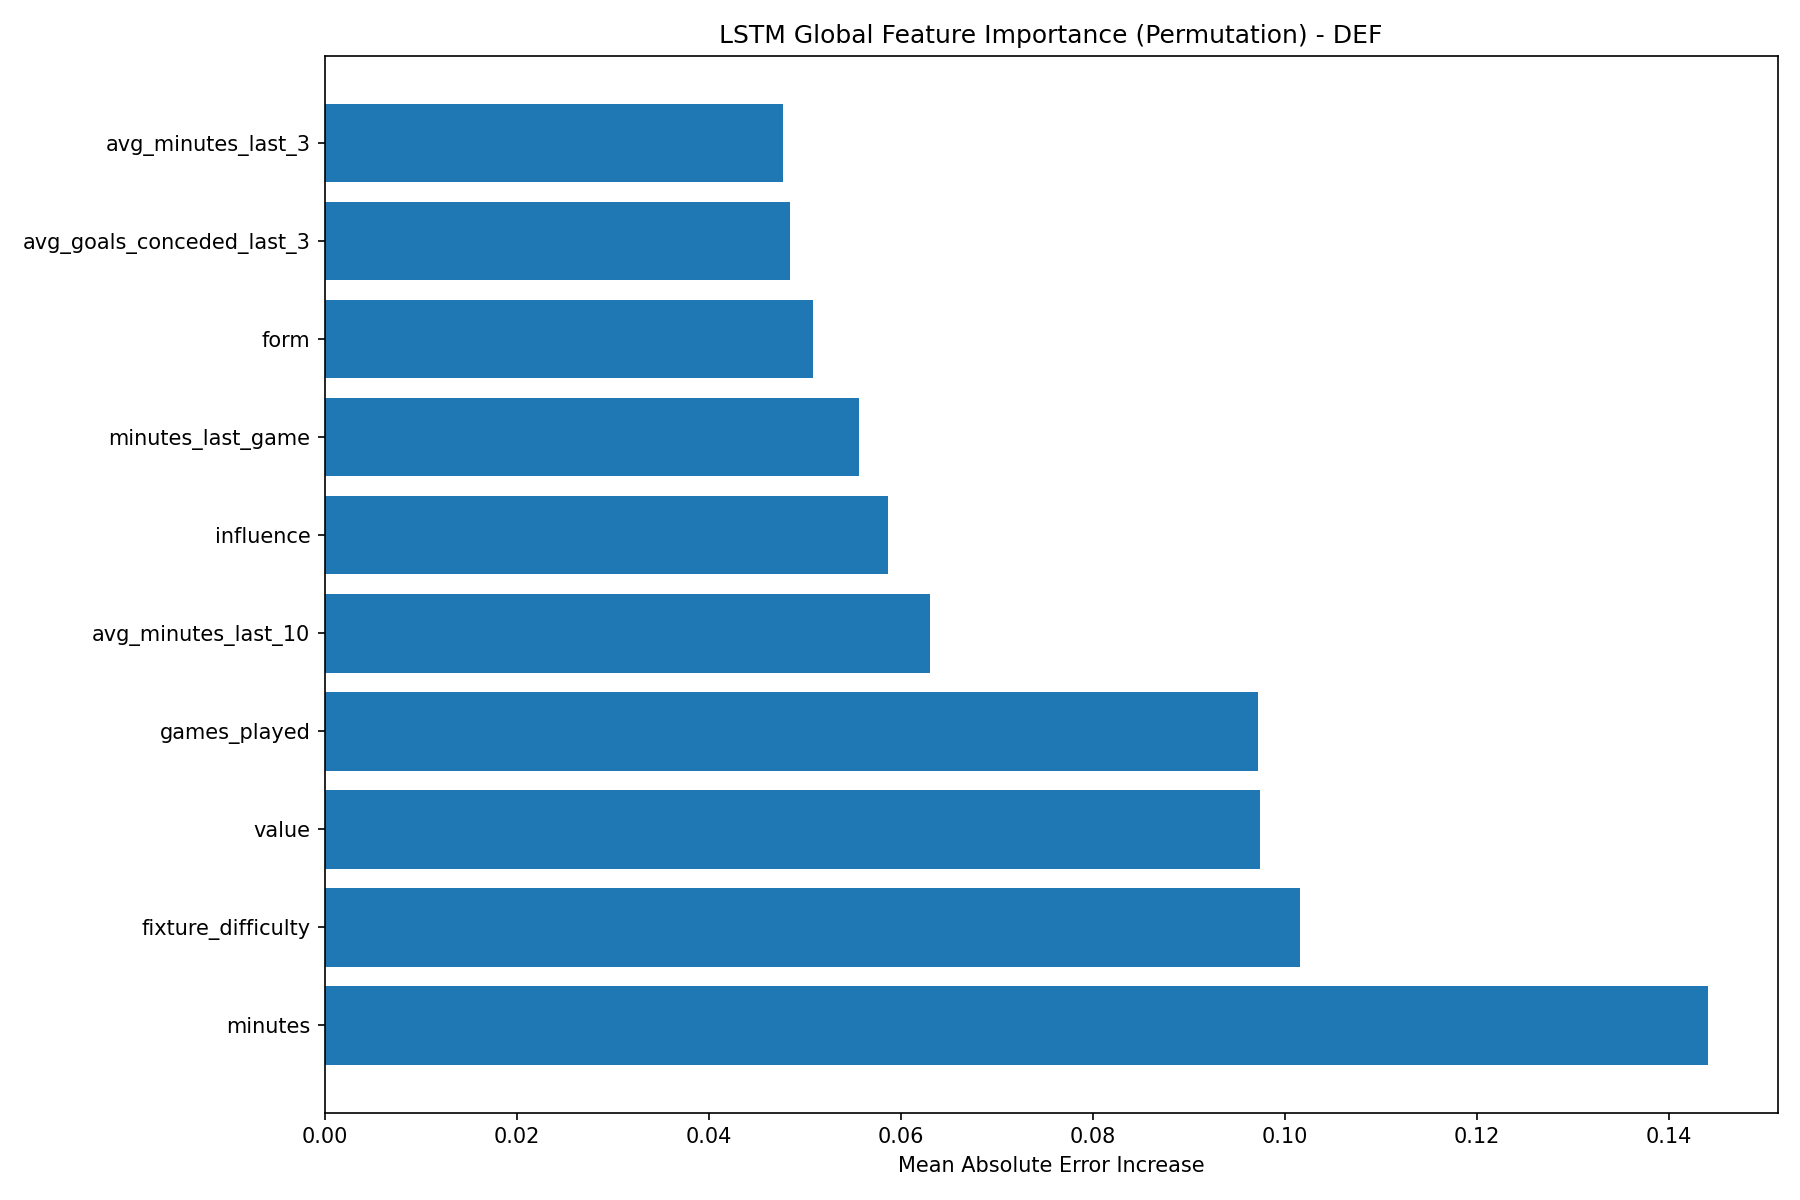 LSTM Global Feature Importance (Permutation) - DEF
avg_minutes_last_3
avg_goals_conceded_last_3
form
minutes_last_game
influence
avg_minutes_last_10
games_played
value
fixture_difficulty
minutes
0.00 0.02 0.04 0.06 0.08 0.10 0.12 0.14
Mean Absolute Error Increase